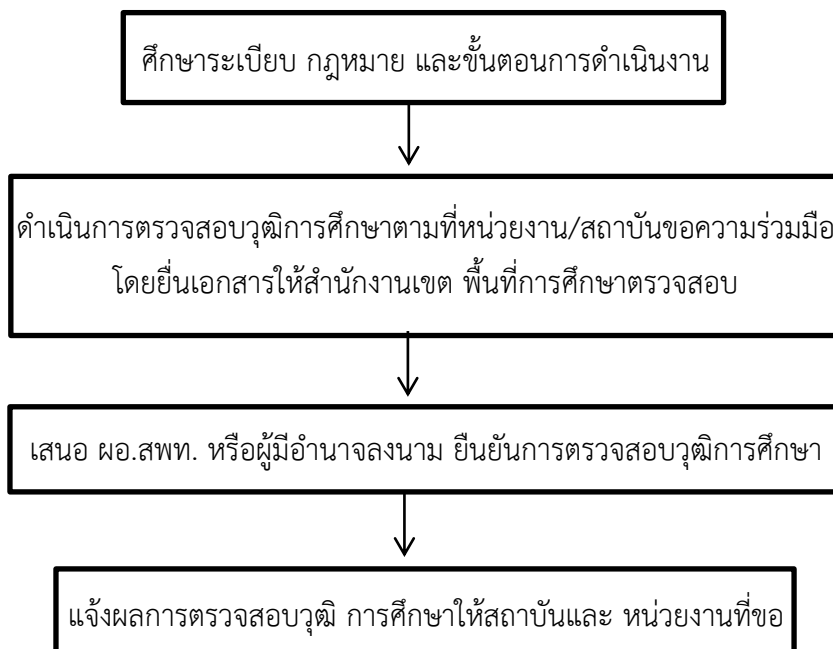 ศึกษาระเบียบ กฎหมาย และขั้นตอนการดำเนินงาน
ดำเนินการตรวจสอบวุฒิการศึกษาตามที่หน่วยงาน/สถาบันขอความร่วมมือ
โดยยื่นเอกสารให้สำนักงานเขต พื้นที่การศึกษาตรวจสอบ
เสนอ ผอ.สพท. หรือผู้มีอำนาจลงนาม ยืนยันการตรวจสอบวุฒิการศึกษา
แจ้งผลการตรวจสอบวุฒิ การศึกษาให้สถาบันและ หน่วยงานที่ขอ